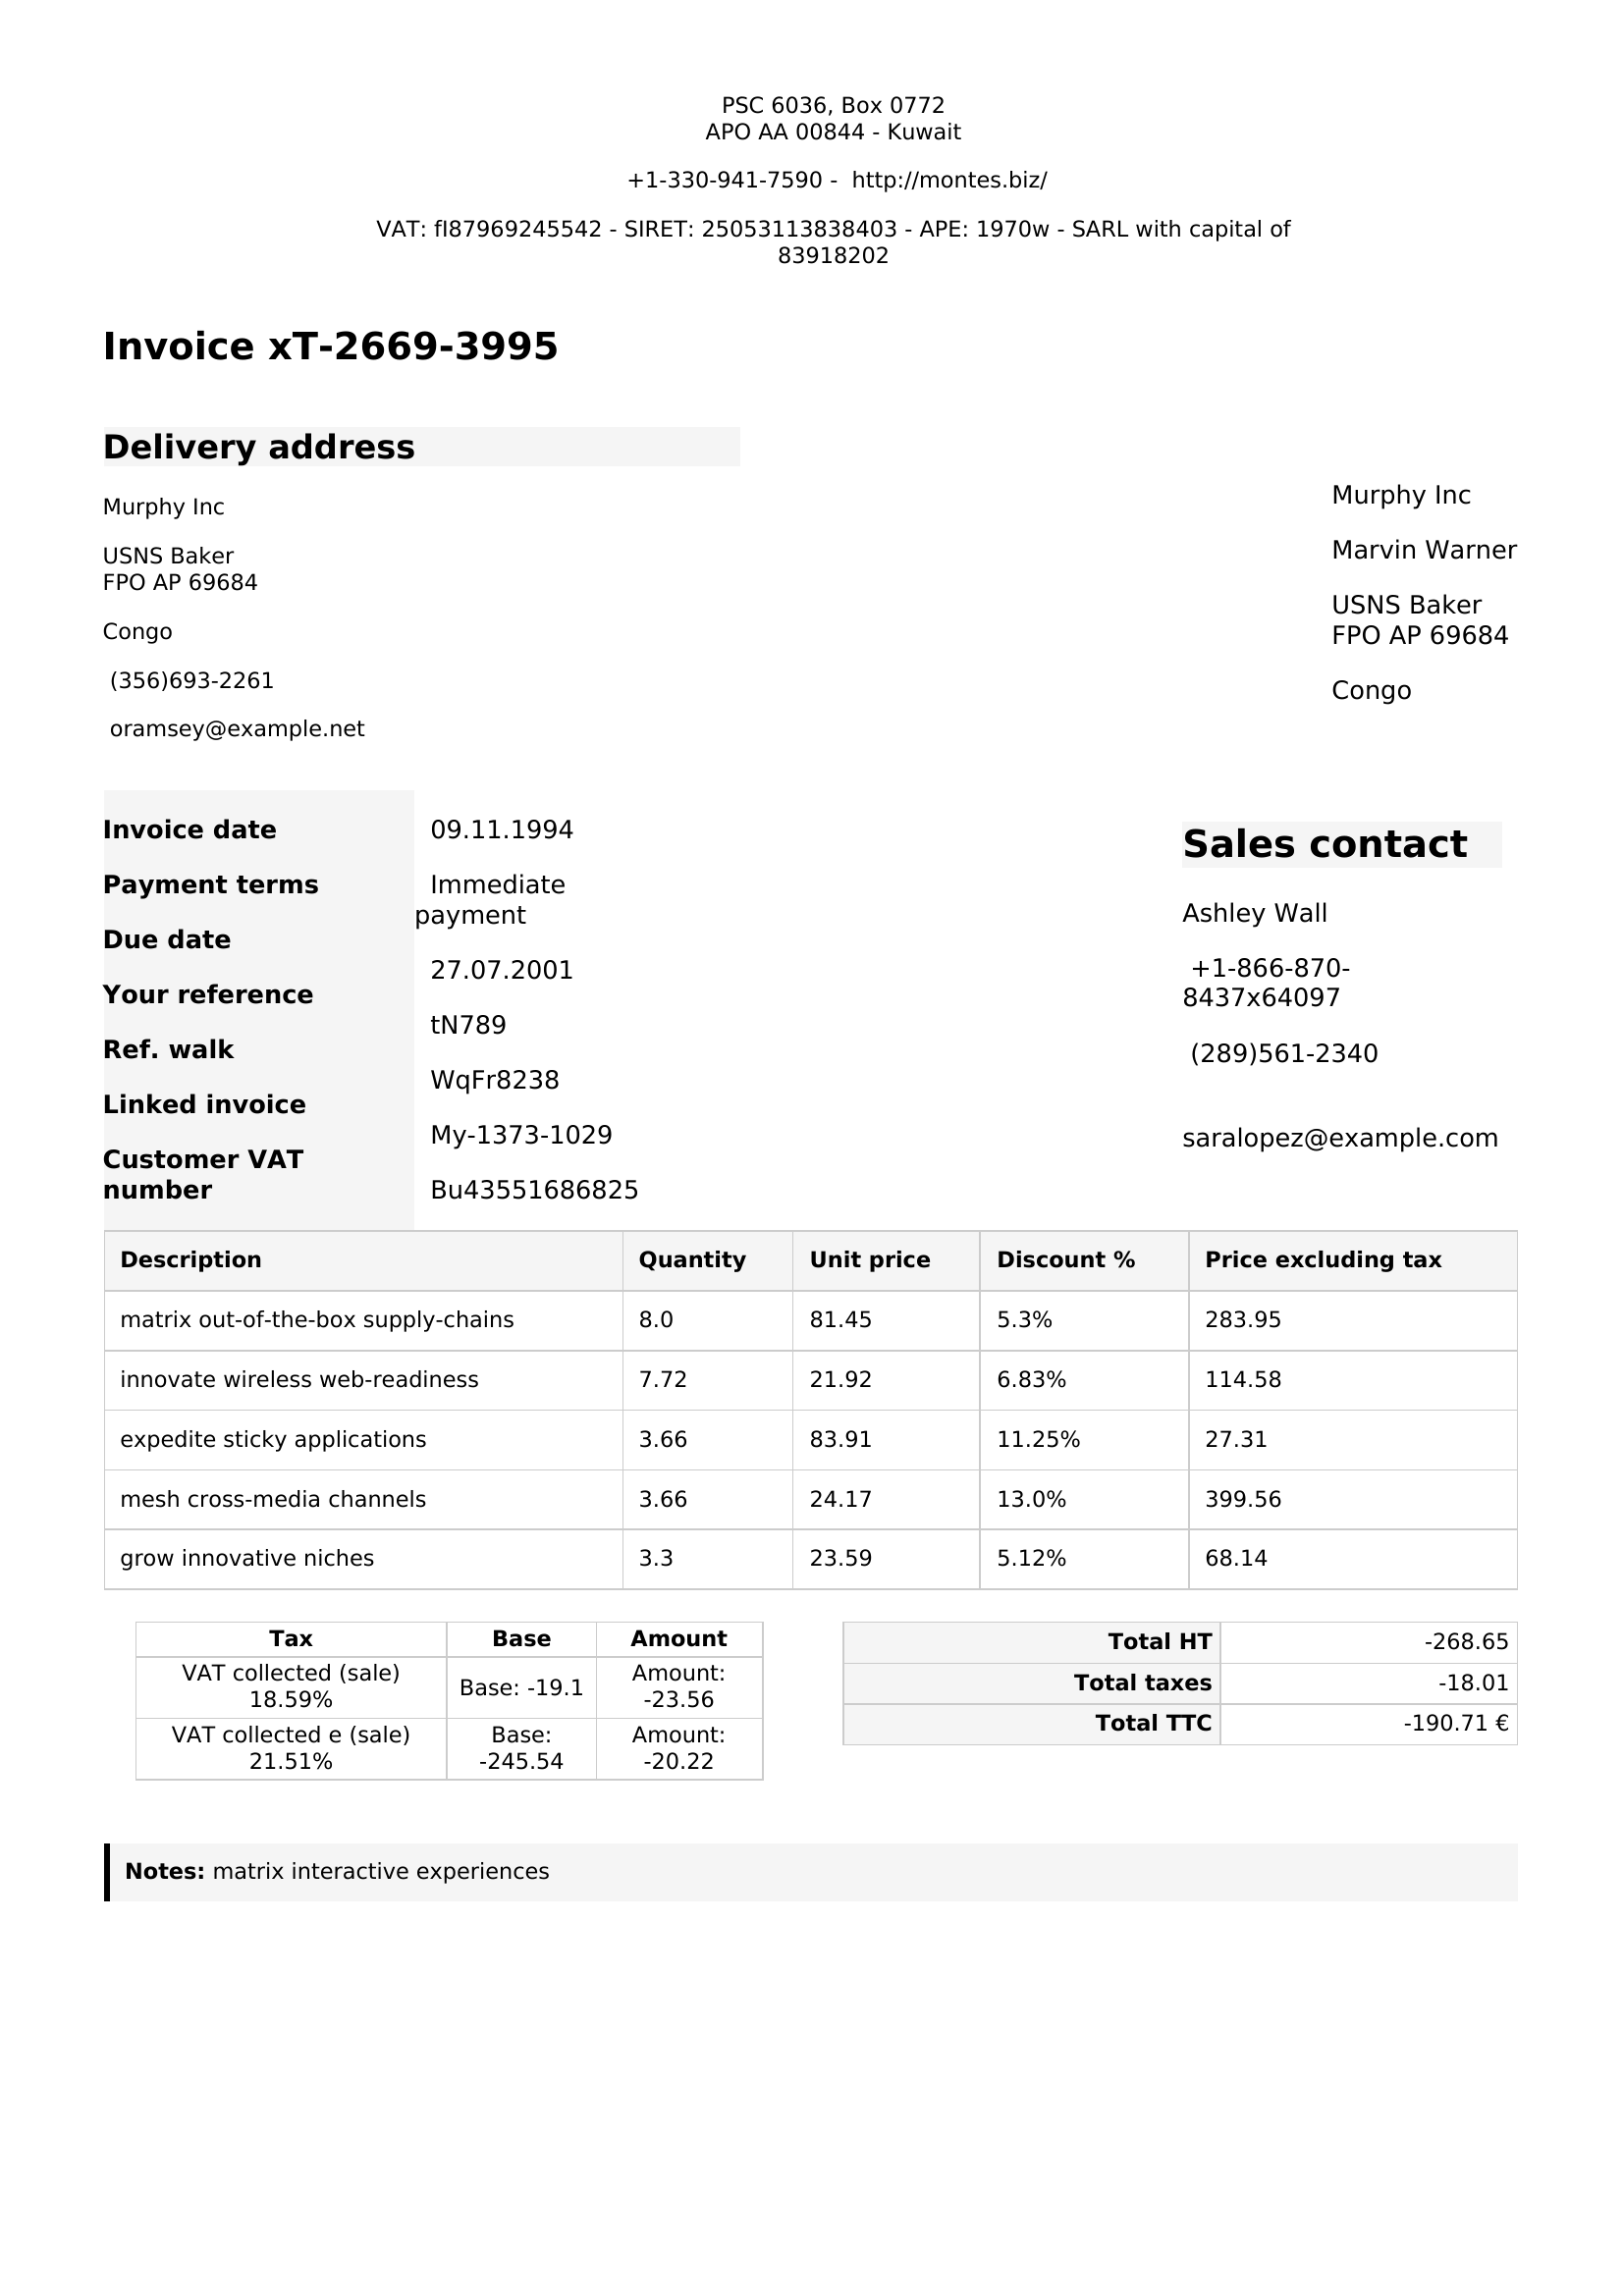 PSC 6036, Box 0772
APO AA 00844 - Kuwait
+1-330-941-7590 - http://montes.biz/
VAT: fI87969245542 - SIRET: 25053113838403 - APE: 1970w - SARL with capital of
83918202
Invoice xT-2669-3995
Delivery address
Murphy Inc
USNS Baker
FPO AP 69684
Congo
(356)693-2261
oramsey@example.net
Murphy Inc
Marvin Warner
USNS Baker
FPO AP 69684
Congo
Invoice date
Payment terms
Due date
Your reference
Ref. walk
Linked invoice
Customer VAT
number
09.11.1994
Immediate
payment
27.07.2001
tN789
WqFr8238
My-1373-1029
Bu43551686825
Sales contact
Ashley Wall
+1-866-870-
8437x64097
(289)561-2340
saralopez@example.com
Description Quantity Unit price Discount % Price excluding tax
matrix out-of-the-box supply-chains 8.0 81.45 5.3% 283.95
innovate wireless web-readiness 7.72 21.92 6.83% 114.58
expedite sticky applications 3.66 83.91 11.25% 27.31
mesh cross-media channels 3.66 24.17 13.0% 399.56
grow innovative niches 3.3 23.59 5.12% 68.14
Tax Base Amount
VAT collected (sale)
18.59%
Base: -19.1
Amount:
-23.56
VAT collected e (sale)
21.51%
Base:
-245.54
Amount:
-20.22
Total HT -268.65
Total taxes -18.01
Total TTC -190.71 €
Notes: matrix interactive experiences